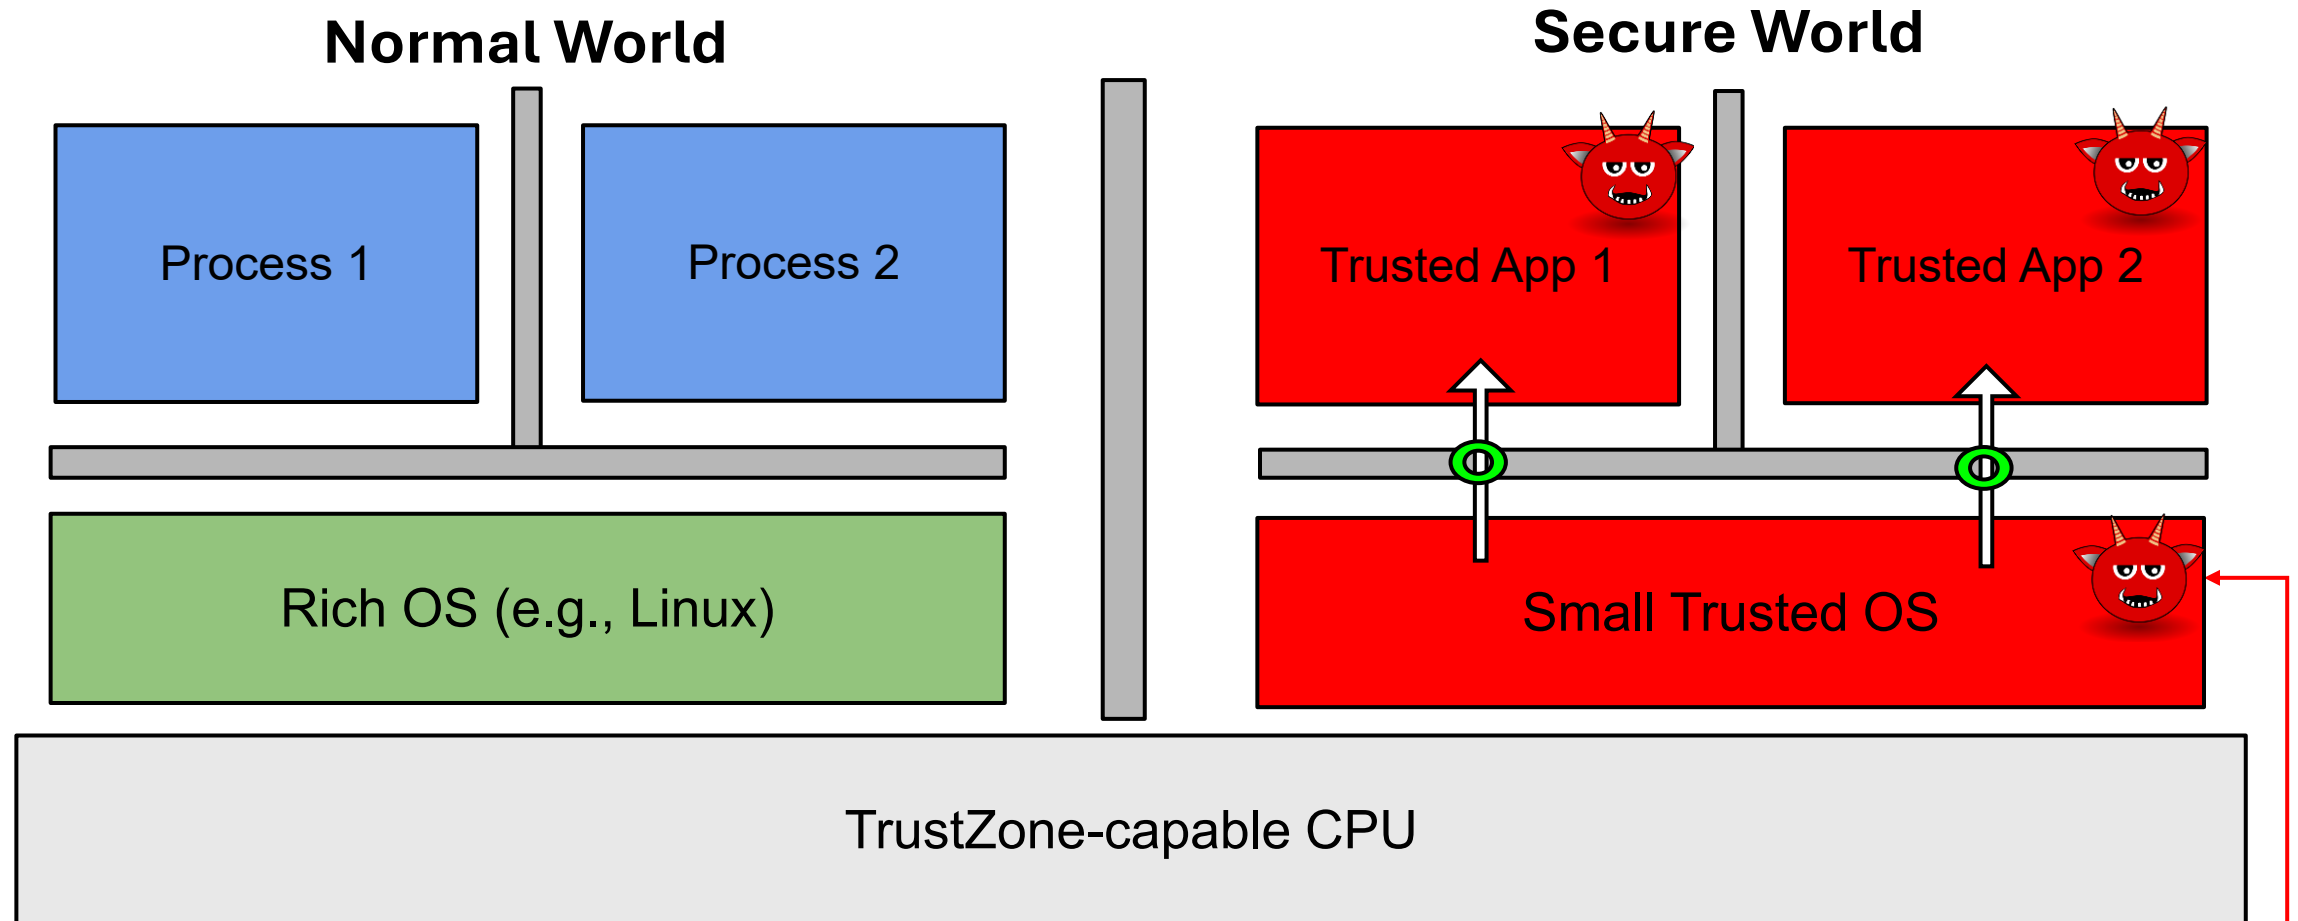 Normal World
Secure World
Process 1
Process 2
Trusted App 1
Trusted App 2
Rich OS (e.g., Linux)
Small Trusted OS
TrustZone-capable CPU